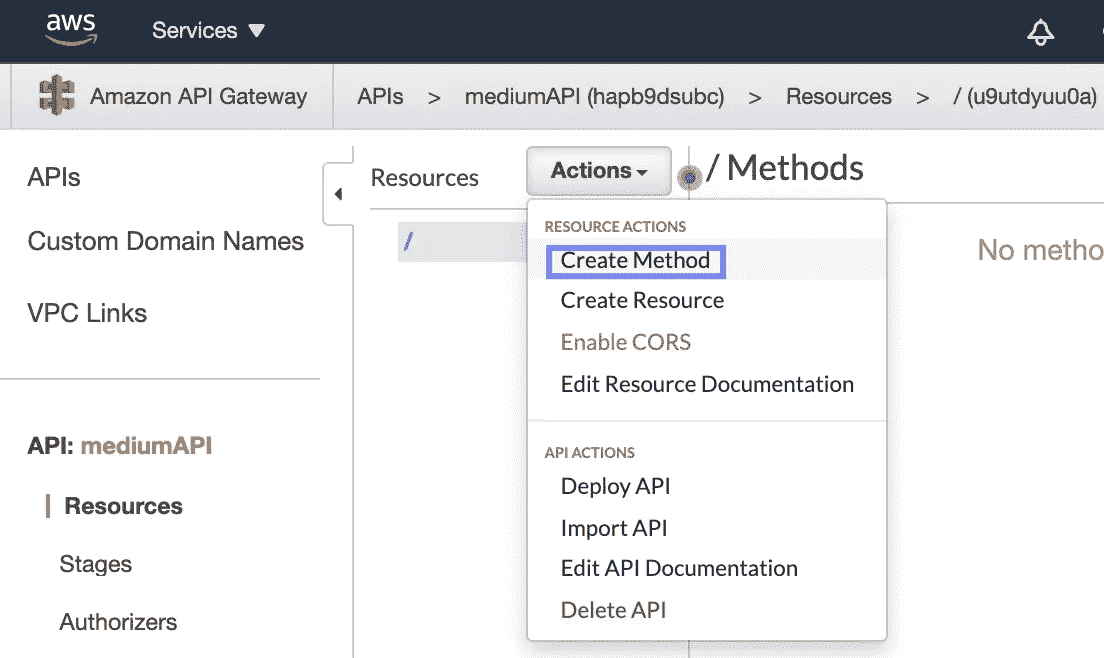 aws Services
Amazon API Gateway APIs > mediumAPI (hapb9dsubc) > Resources > / (u9utdyuu0a)
APIs
Custom Domain Names
VPC Links
API: mediumAPI
Resources
Stages
Authorizers
Resources
/
Actions
RESOURCE ACTIONS
Create Method
Create Resource
Enable CORS
Edit Resource Documentation
API ACTIONS
Deploy API
Import API
Edit API Documentation
Delete API
/ Methods
No metho